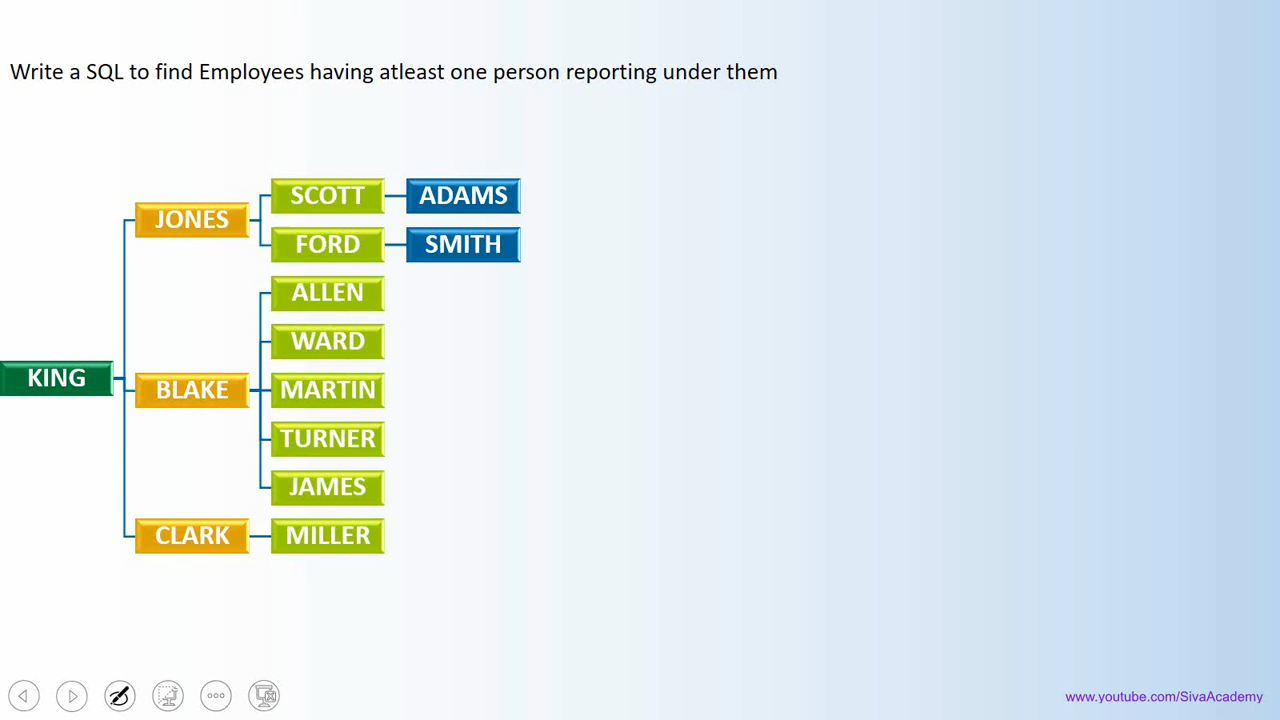 Write a SQL to find Employees having atleast one person reporting under them
SCOTT
ADAMS
JONES
FORD
SMITH
ALLEN
WARD
KING
BLAKE
MARTIN
TURNER
JAMES
CLARK
MILLER
www.youtube.com/SivaAcademy